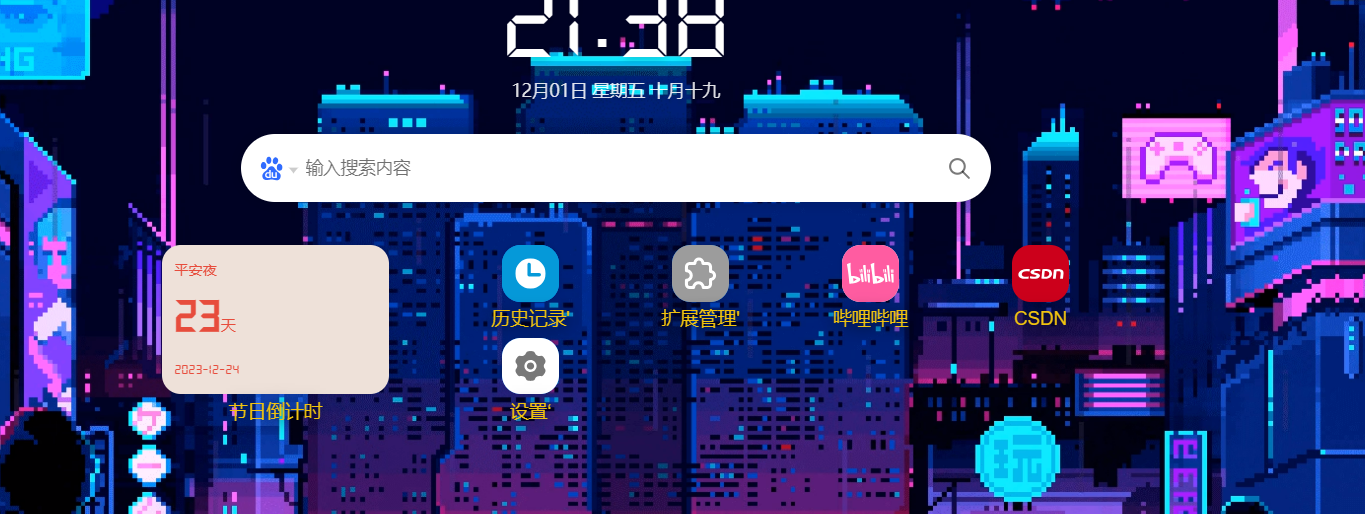 21:38
12月01日 星期五 十月十九
du 输入搜索内容
平安夜
23天
2023-12-24
节日倒计时
历史记录'
扩展管理'
bilibili
哔哩哔哩
CSDN
CSDN
设置'